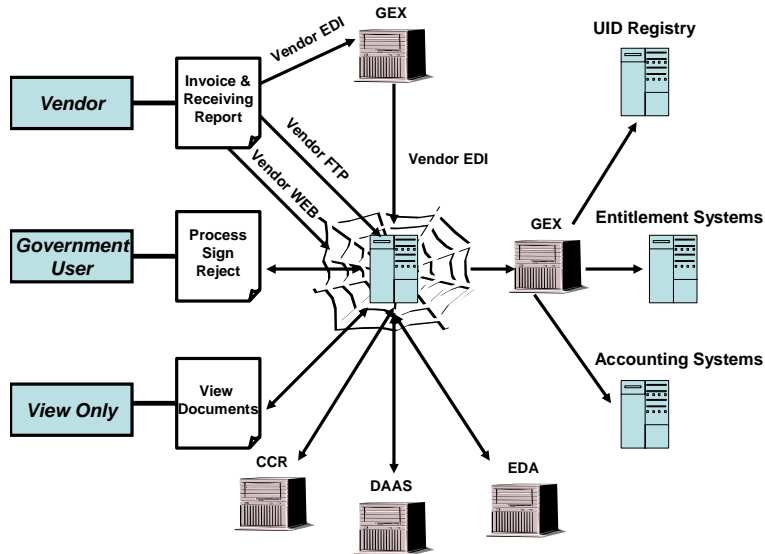 GEX
UID Registry
Vendor EDI
Vendor
Invoice &
Receiving
Report
Vendor FTP
Vendor EDI
Vendor WEB
Government
User
Process
Sign
Reject
GEX
Entitlement Systems
Accounting Systems
View Only
View
Documents
CCR
DAAS
EDA